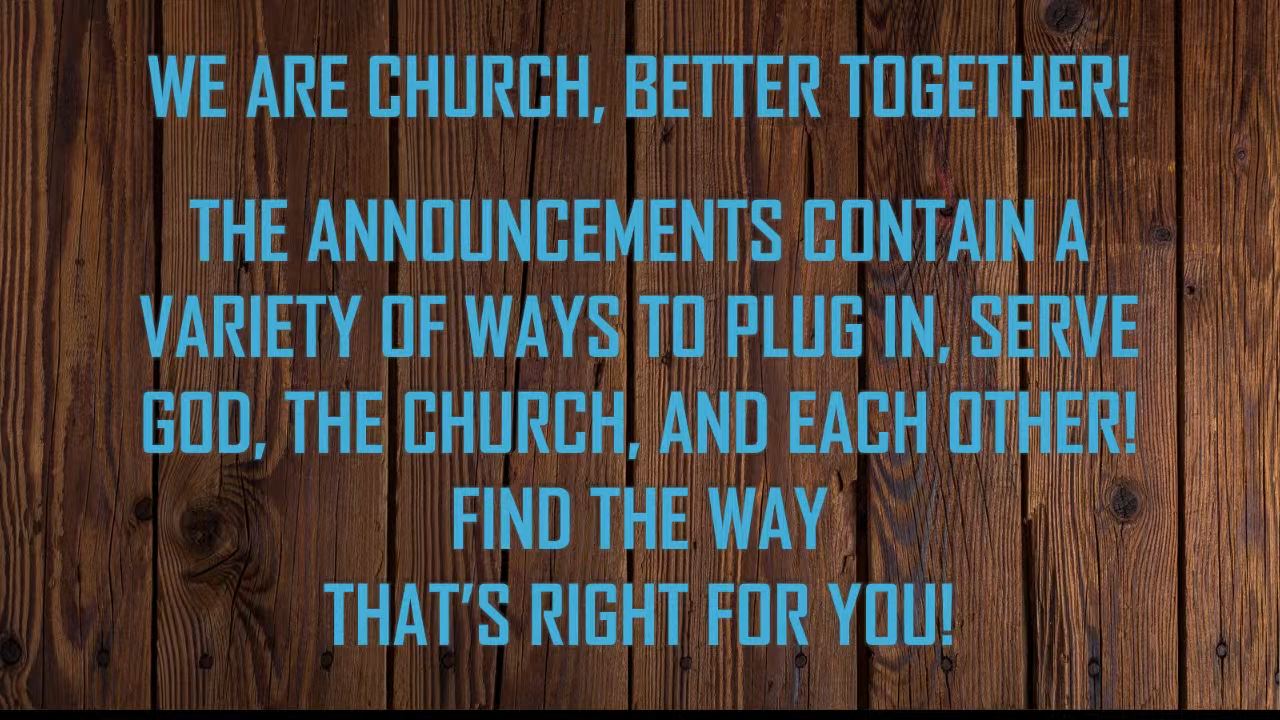 WE ARE CHURCH, BETTER TOGETHER!
THE ANNOUNCEMENTS CONTAIN A
VARIETY OF WAYS TO PLUG IN, SERVE
GOD, THE CHURCH, AND EACH OTHER!
FIND THE WAY
THAT’S RIGHT FOR YOU!